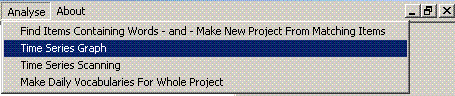 Analyse About
Find Items Containing Words - and - Make New Project From Matching Items
Time Series Graph
Time Series Scanning
Make Daily Vocabularies For Whole Project